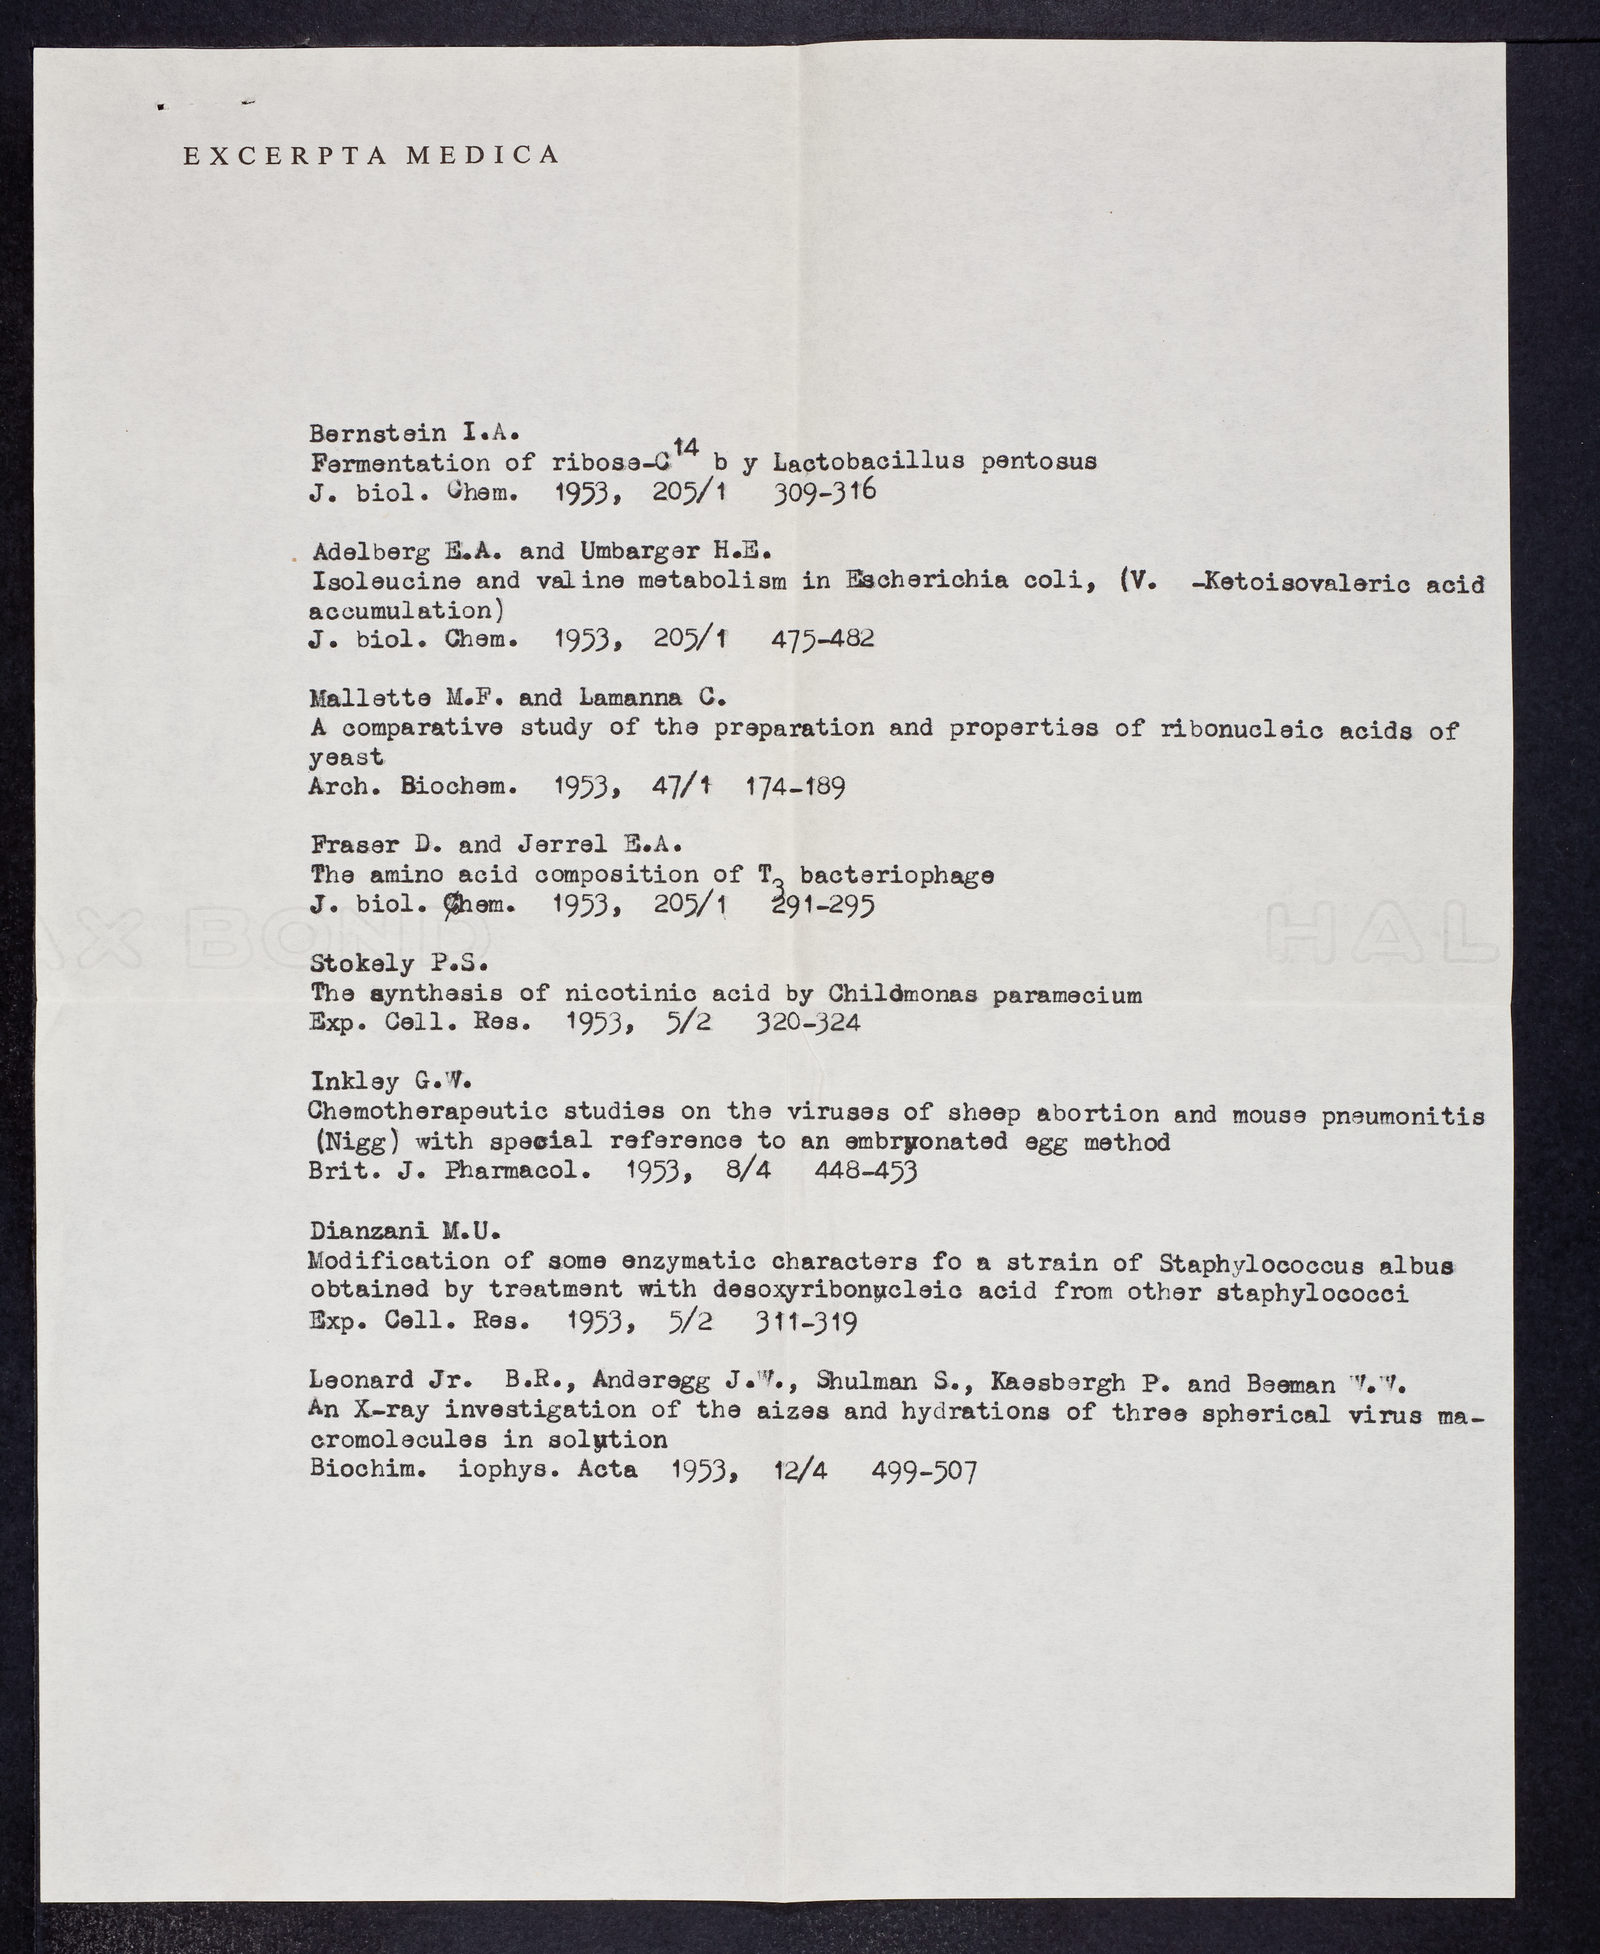 EXCERPTA MEDICA
Bernstein I.A.
Fermentation of ribose-C14 b y Lactobacillus pentosus
J. biol. Chem. 1953, 205/1 309-316
Adelberg E.A. and Umbarger H.E.
Isoleucine and valine metabolism in Escherichia coli, (V. -Ketoisovaleric acid
accumulation)
J. biol. Chem. 1953, 205/1 475-482
Mallette M.F. and Lamanna C.
A comparative study of the preparation and properties of ribonucleic acids of
yeast
Arch. Biochem. 1953, 47/1 174-189
Fraser D. and Jerrel E.A.
The amino acid composition of T3 bacteriophage
J. biol. Chem. 1953, 205/1 291-295
AX BOND HAL
Stokely P.S.
The synthesis of nicotinic acid by Chilomonas paramecium
Exp. Cell. Res. 1953, 5/2 320-324
Inkley G.W.
Chemotherapeutic studies on the viruses of sheep abortion and mouse pneumonitis
(Nigg) with special reference to an embryonated egg method
Brit. J. Pharmacol. 1953, 8/4 448-453
Dianzani M.U.
Modification of some enzymatic characters fo a strain of Staphylococcus albus
obtained by treatment with desoxyribonucleic acid from other staphylococci
Exp. Cell. Res. 1953, 5/2 311-319
Leonard Jr. B.R., Anderegg J.W., Shulman S., Kaesbergh P. and Beeman W.W.
An X-ray investigation of the aizes and hydrations of three spherical virus ma-
cromolecules in solution
Biochim. iophys. Acta 1953, 12/4 499-507